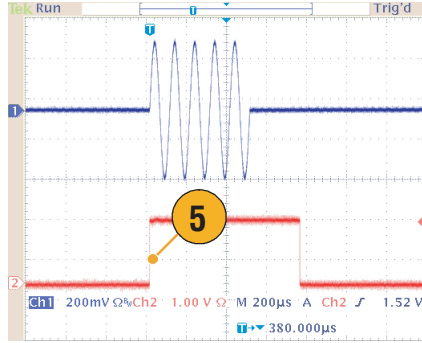 Tek Run Trig'd
T
T
1
5
2
Ch1 200mV Ω Ch2 1.00 V Ω M 200µs A Ch2 ƒ 1.52 V
T→▼ 380.000µs